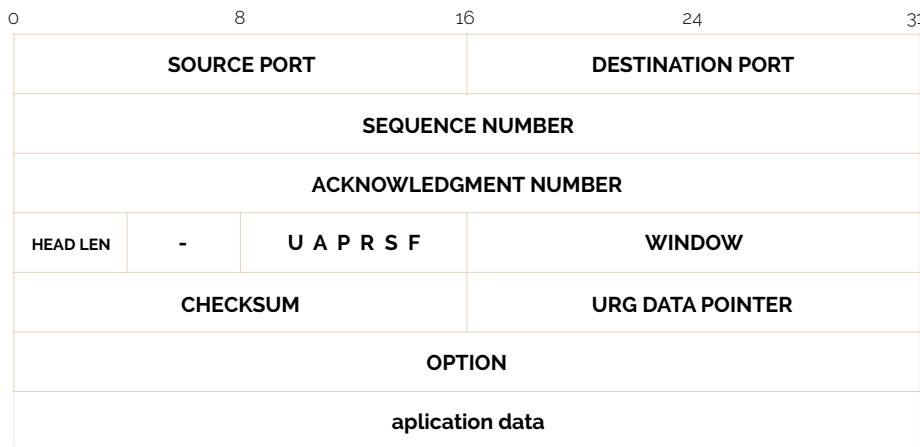 0 8 16 24 31
SOURCE PORT DESTINATION PORT
SEQUENCE NUMBER
ACKNOWLEDGMENT NUMBER
HEAD LEN - U A P R S F WINDOW
CHECKSUM URG DATA POINTER
OPTION
aplication data